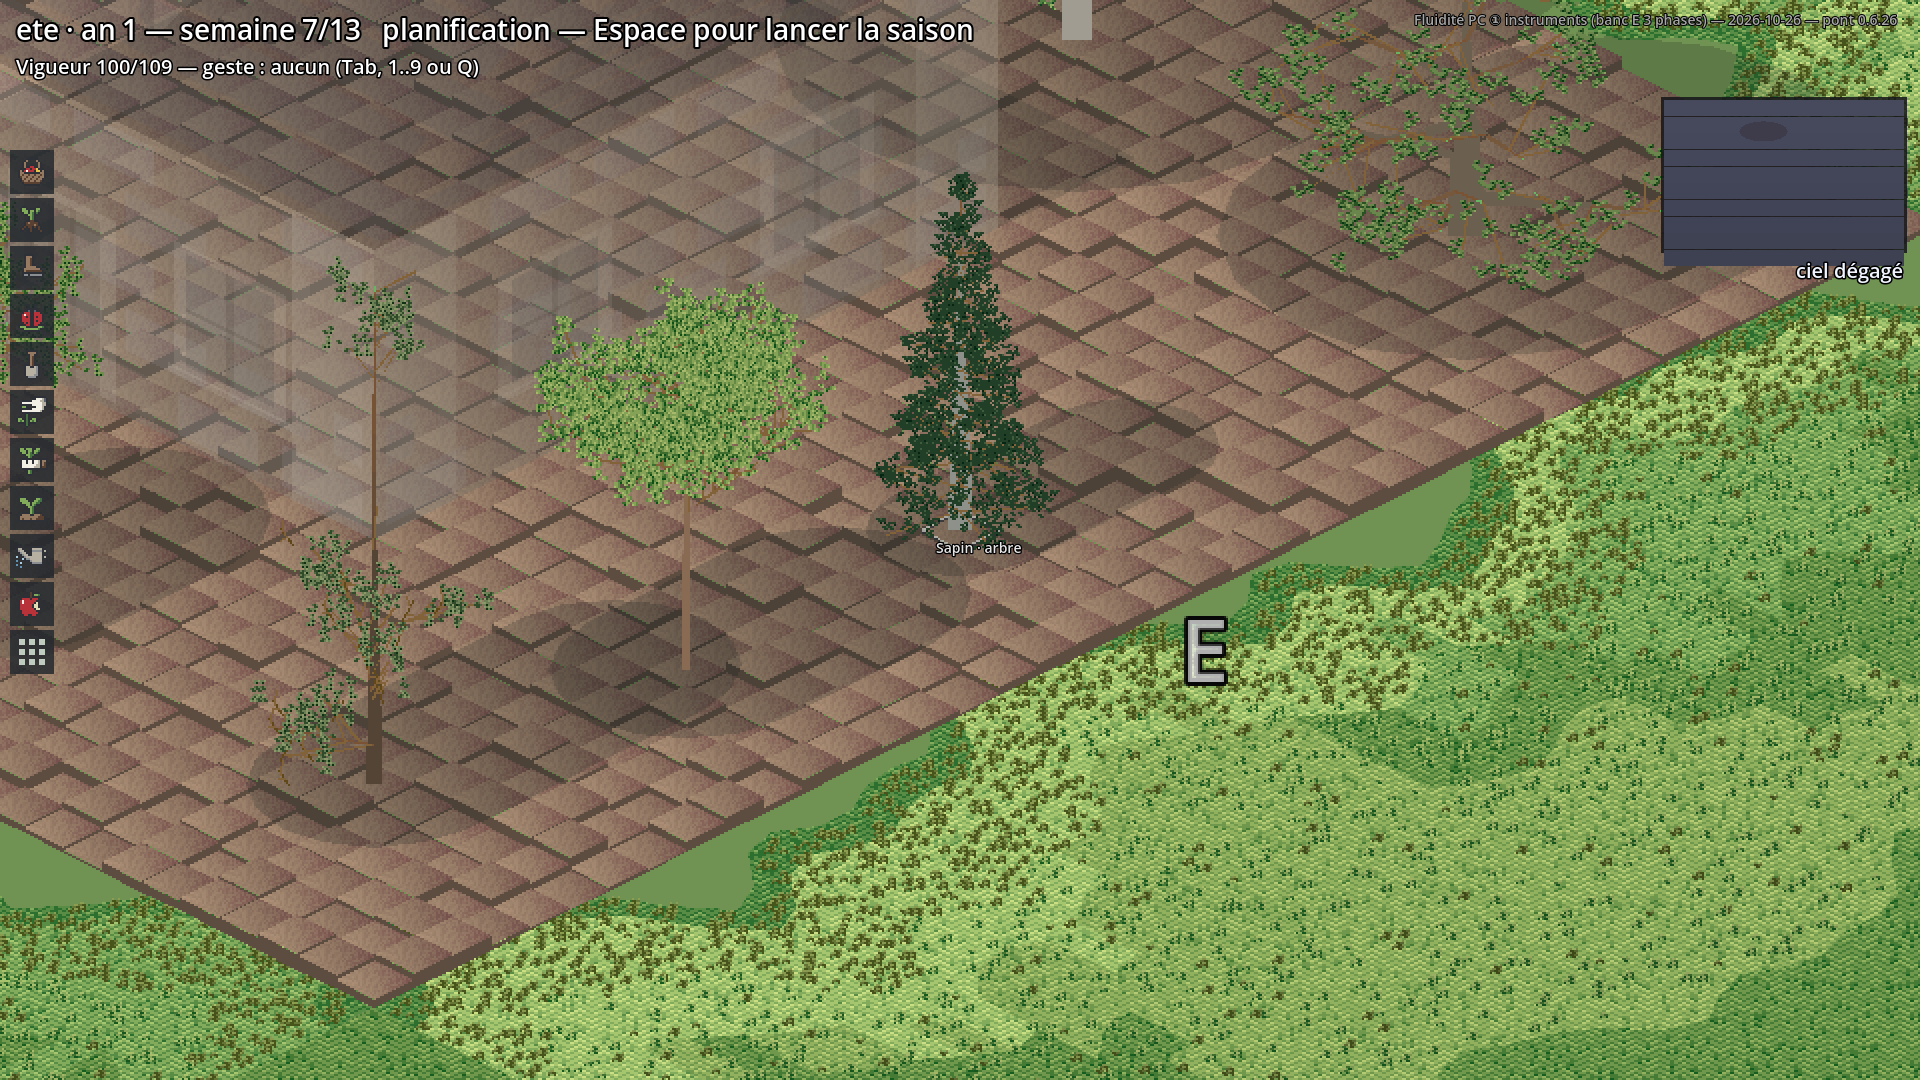 ete · an 1 — semaine 7/13   planification — Espace pour lancer la saison
Fluidité PC ① instruments (banc E 3 phases) — 2026-10-26 — pont 0.6.26
Vigueur 100/109 — geste : aucun (Tab, 1..9 ou Q)
ciel dégagé
Sapin · arbre
E